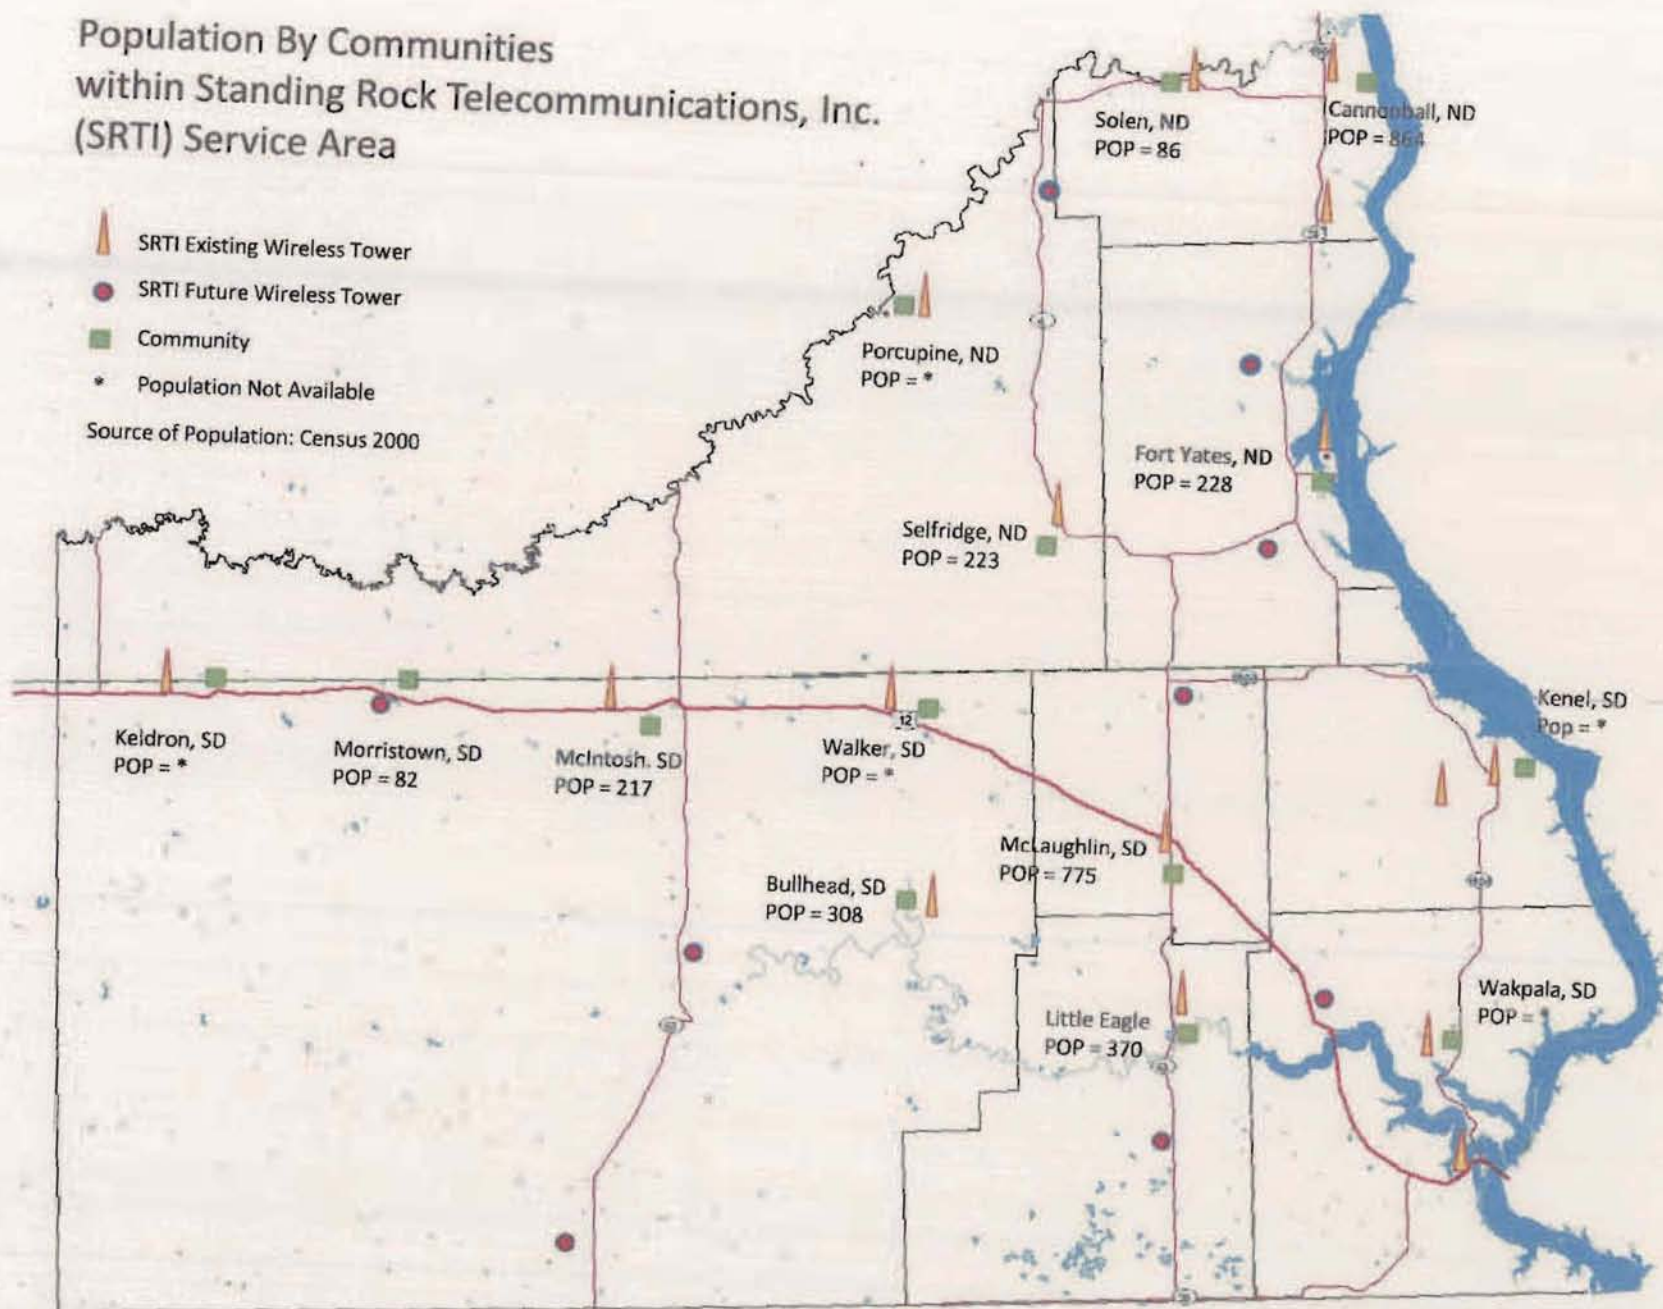 Population By Communities
within Standing Rock Telecommunications, Inc.
(SRTI) Service Area
SRTI Existing Wireless Tower
SRTI Future Wireless Tower
Community
* Population Not Available
Source of Population: Census 2000
Solen, ND
POP = 86
Cannonball, ND
POP = 864
Porcupine, ND
POP = *
Fort Yates, ND
POP = 228
Selfridge, ND
POP = 223
Keldron, SD
POP = *
Morristown, SD
POP = 82
McIntosh. SD
POP = 217
12
Walker, SD
POP = *
Kenel, SD
Pop = *
McLaughlin, SD
POP = 775
Bullhead, SD
POP = 308
Little Eagle
POP = 370
Wakpala, SD
POP = *